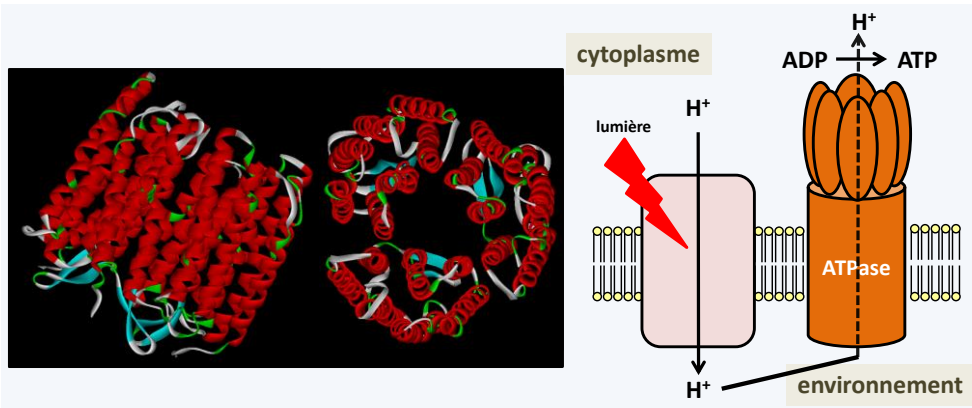 H⁺
cytoplasme
ADP
ATP
H⁺
lumière
ATPase
H⁺
environnement